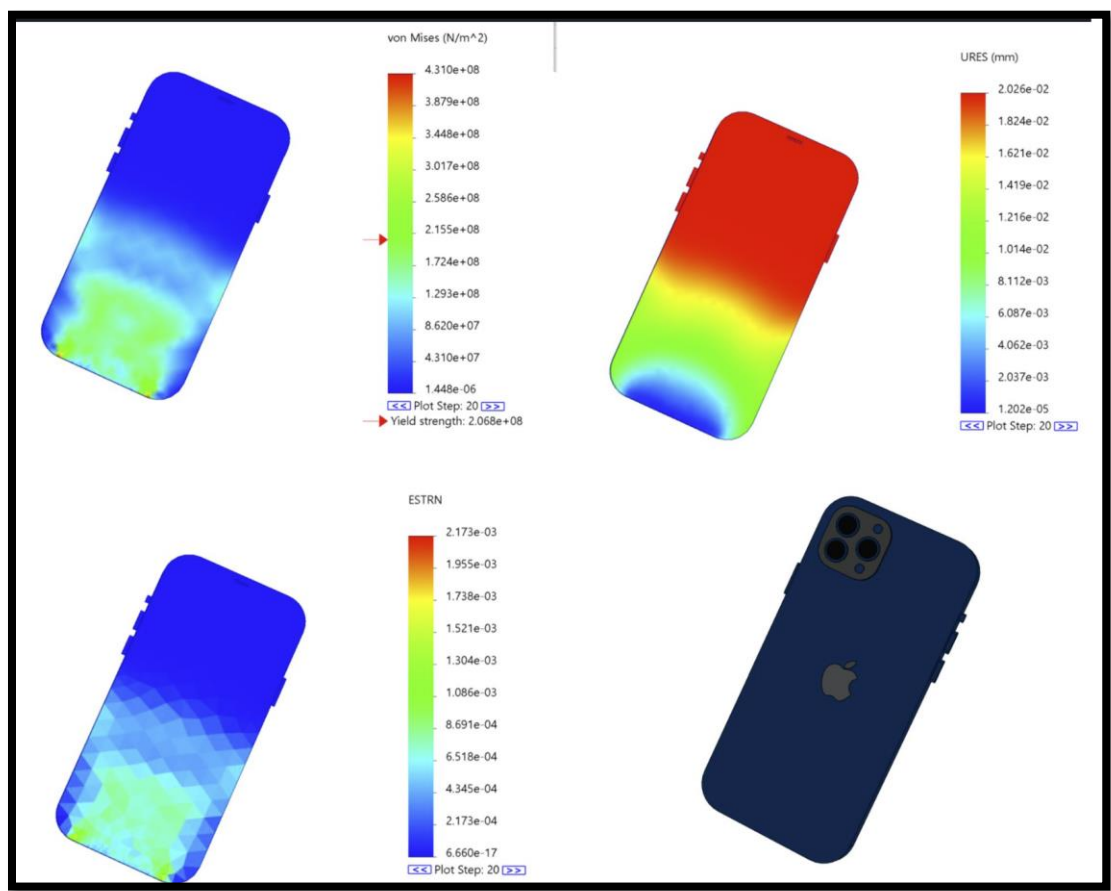 von Mises (N/m^2)
4.310e+08
3.879e+08
3.448e+08
3.017e+08
2.586e+08
2.155e+08
1.724e+08
1.293e+08
8.620e+07
4.310e+07
1.448e-06
<< Plot Step: 20 >>
Yield strength: 2.068e+08
URES (mm)
2.026e-02
1.824e-02
1.621e-02
1.419e-02
1.216e-02
1.014e-02
8.112e-03
6.087e-03
4.062e-03
2.037e-03
1.202e-05
<< Plot Step: 20 >>
ESTRN
2.173e-03
1.955e-03
1.738e-03
1.521e-03
1.304e-03
1.086e-03
8.691e-04
6.518e-04
4.345e-04
2.173e-04
6.660e-17
<< Plot Step: 20 >>